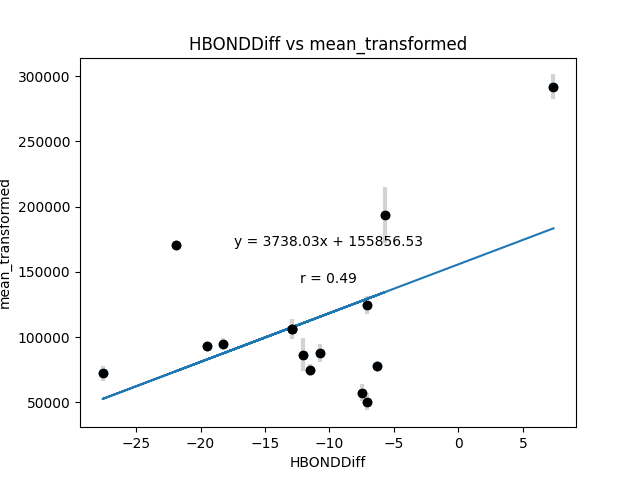 HBONDDiff vs mean_transformed
300000
250000
200000
150000
100000
50000
mean_transformed
y = 3738.03x + 155856.53
r = 0.49
−25
−20
−15
−10
−5
0
5
HBONDDiff